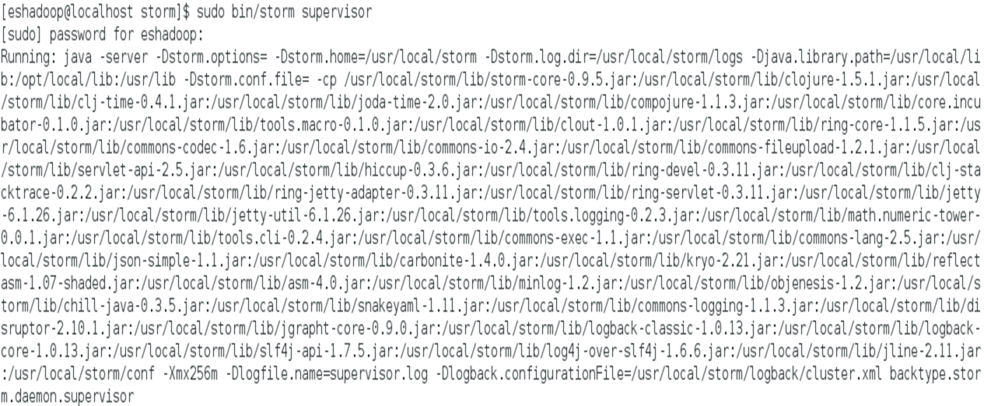 [eshadoop@localhost storm]$ sudo bin/storm supervisor
[sudo] password for eshadoop:
Running: java -server -Dstorm.options= -Dstorm.home=/usr/local/storm -Dstorm.log.dir=/usr/local/storm/logs -Djava.library.path=/usr/local/li
b:/opt/local/lib:/usr/lib -Dstorm.conf.file= -cp /usr/local/storm/lib/storm-core-0.9.5.jar:/usr/local/storm/lib/clojure-1.5.1.jar:/usr/local
/storm/lib/clj-time-0.4.1.jar:/usr/local/storm/lib/joda-time-2.0.jar:/usr/local/storm/lib/compojure-1.1.3.jar:/usr/local/storm/lib/core.incu
bator-0.1.0.jar:/usr/local/storm/lib/tools.macro-0.1.0.jar:/usr/local/storm/lib/clout-1.0.1.jar:/usr/local/storm/lib/ring-core-1.1.5.jar:/us
r/local/storm/lib/commons-codec-1.6.jar:/usr/local/storm/lib/commons-io-2.4.jar:/usr/local/storm/lib/commons-fileupload-1.2.1.jar:/usr/local
/storm/lib/servlet-api-2.5.jar:/usr/local/storm/lib/hiccup-0.3.6.jar:/usr/local/storm/lib/ring-devel-0.3.11.jar:/usr/local/storm/lib/clj-sta
cktrace-0.2.2.jar:/usr/local/storm/lib/ring-jetty-adapter-0.3.11.jar:/usr/local/storm/lib/ring-servlet-0.3.11.jar:/usr/local/storm/lib/jetty
-6.1.26.jar:/usr/local/storm/lib/jetty-util-6.1.26.jar:/usr/local/storm/lib/tools.logging-0.2.3.jar:/usr/local/storm/lib/math.numeric-tower-
0.0.1.jar:/usr/local/storm/lib/tools.cli-0.2.4.jar:/usr/local/storm/lib/commons-exec-1.1.jar:/usr/local/storm/lib/commons-lang-2.5.jar:/usr/
local/storm/lib/json-simple-1.1.jar:/usr/local/storm/lib/carbonite-1.4.0.jar:/usr/local/storm/lib/kryo-2.21.jar:/usr/local/storm/lib/reflect
asm-1.07-shaded.jar:/usr/local/storm/lib/asm-4.0.jar:/usr/local/storm/lib/minlog-1.2.jar:/usr/local/storm/lib/objenesis-1.2.jar:/usr/local/s
torm/lib/chill-java-0.3.5.jar:/usr/local/storm/lib/snakeyaml-1.11.jar:/usr/local/storm/lib/commons-logging-1.1.3.jar:/usr/local/storm/lib/di
sruptor-2.10.1.jar:/usr/local/storm/lib/jgrapht-core-0.9.0.jar:/usr/local/storm/lib/logback-classic-1.0.13.jar:/usr/local/storm/lib/logback-
core-1.0.13.jar:/usr/local/storm/lib/slf4j-api-1.7.5.jar:/usr/local/storm/lib/log4j-over-slf4j-1.6.6.jar:/usr/local/storm/lib/jline-2.11.jar
:/usr/local/storm/conf -Xmx256m -Dlogfile.name=supervisor.log -Dlogback.configurationFile=/usr/local/storm/logback/cluster.xml backtype.stor
m.daemon.supervisor